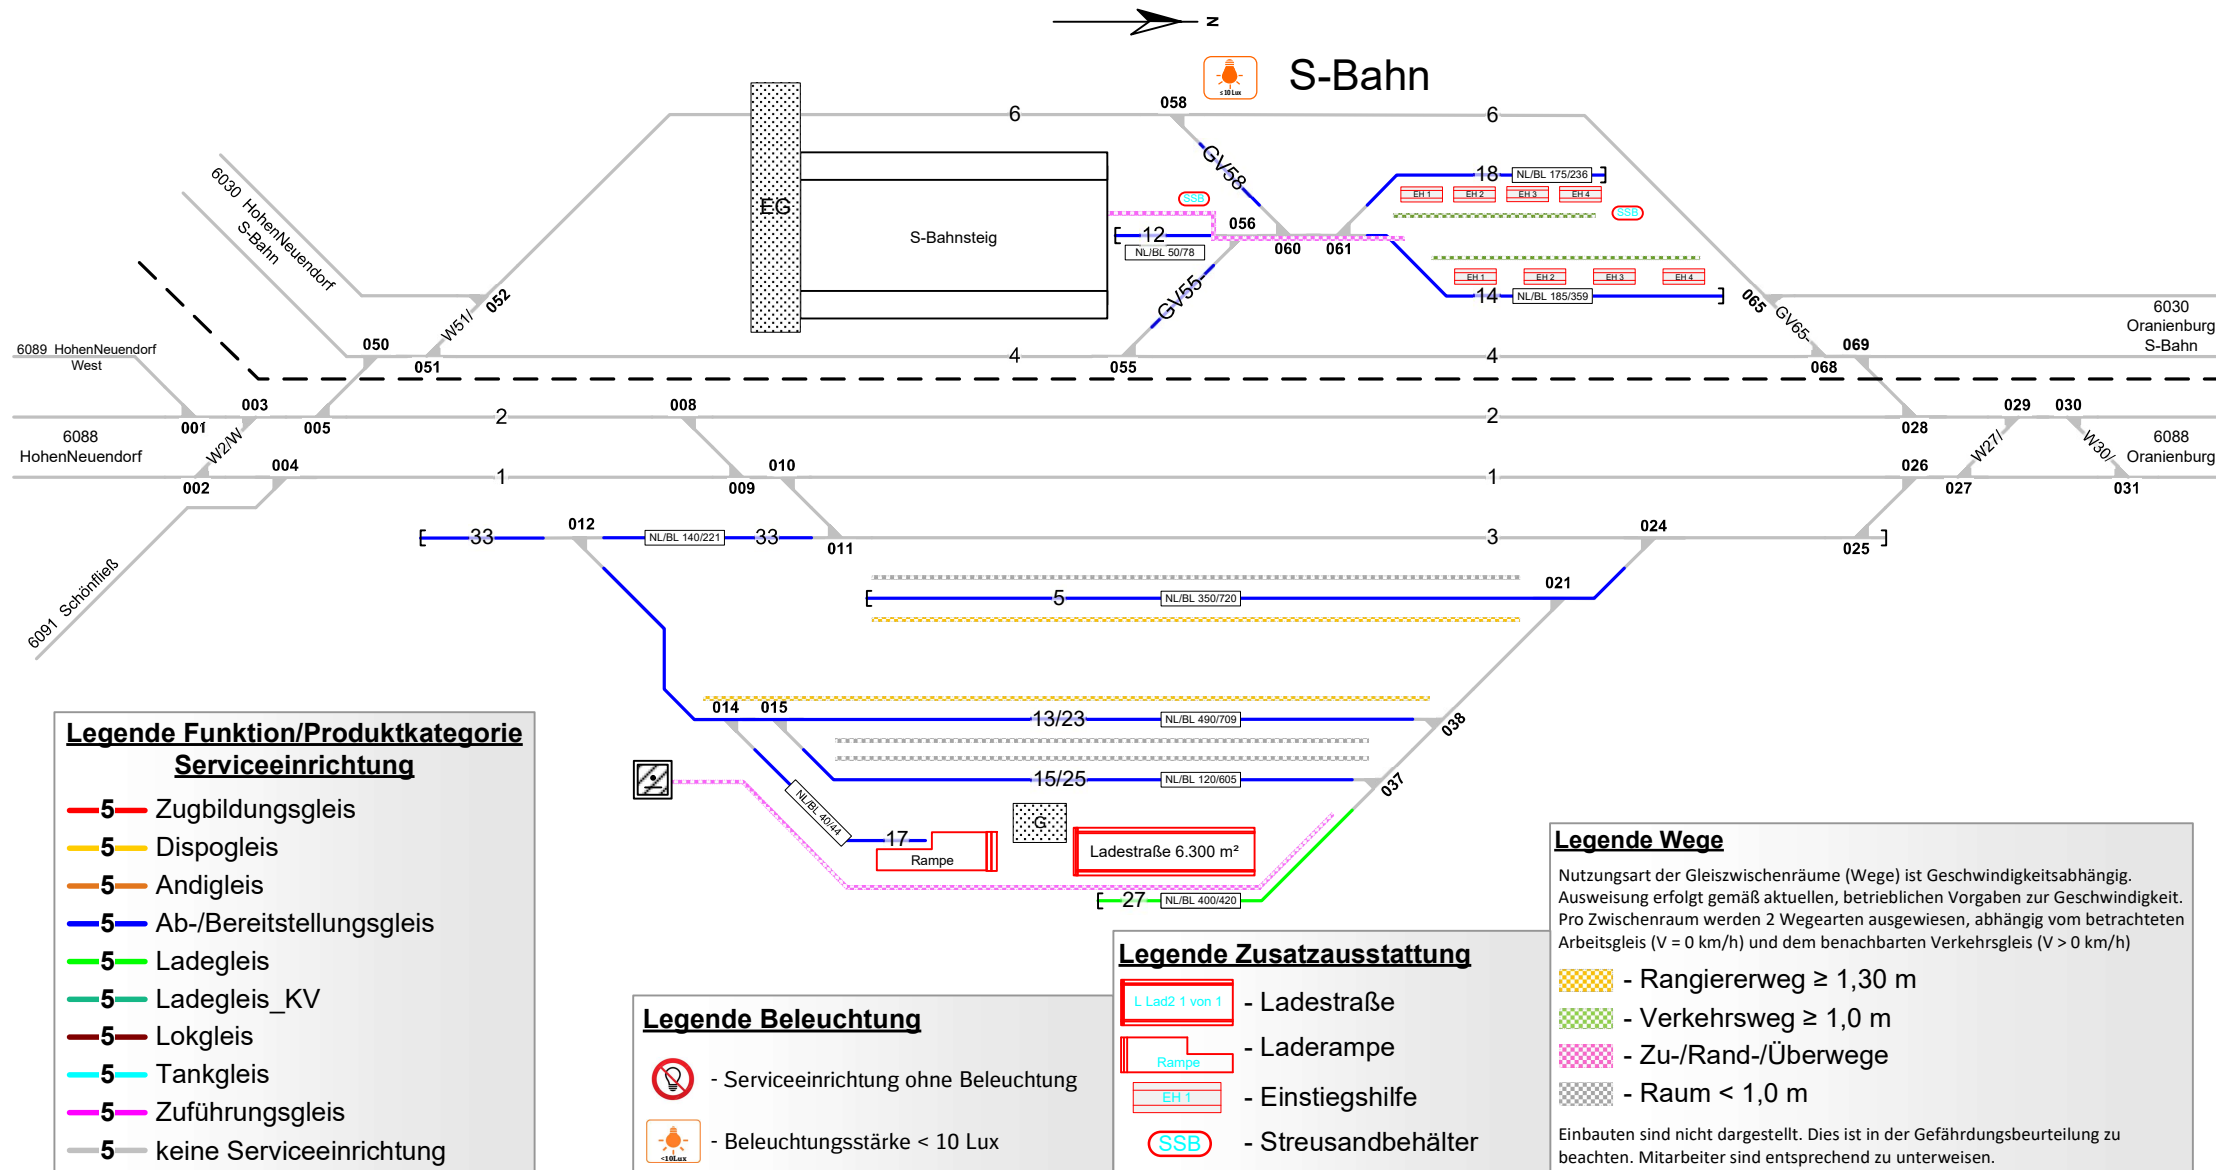 N
≤ 10 Lux
S-Bahn
6
058
6
GV58
18
NL/BL 175/236
EH 1
EH 2
EH 3
EH 4
SSB
SSB
EG
S-Bahnsteig
12
NL/BL 50/78
056
060
061
EH 1
EH 2
EH 3
EH 4
14
NL/BL 185/359
GV55-
6030 HohenNeuendorf
S-Bahn
W51/
052
065
GV65-
6030
Oranienburg
S-Bahn
6089 HohenNeuendorf
West
050
051
4
055
4
068
069
003
001
005
2
008
2
028
029
030
6088
HohenNeuendorf
W2/W
W27/
W30/
6088
Oranienburg
002
004
1
009
010
1
026
027
031
6091 Schönfließ
33
012
NL/BL 140/221
33
011
3
024
025
5
NL/BL 350/720
021
014
015
13/23
NL/BL 490/709
038
15/25
NL/BL 120/605
037
NL/BL 40/44
17
Rampe
G
Ladestraße 6.300 m²
27
NL/BL 400/420
Legende Funktion/Produktkategorie
Serviceeinrichtung
5 Zugbildungsgleis
5 Dispogleis
5 Andigleis
5 Ab-/Bereitstellungsgleis
5 Ladegleis
5 Ladegleis_KV
5 Lokgleis
5 Tankgleis
5 Zuführungsgleis
5 keine Serviceeinrichtung
Legende Beleuchtung
- Serviceeinrichtung ohne Beleuchtung
<10Lux
- Beleuchtungsstärke < 10 Lux
Legende Zusatzausstattung
L Lad2 1 von 1 - Ladestraße
Rampe - Laderampe
EH 1 - Einstiegshilfe
SSB - Streusandbehälter
Legende Wege
Nutzungsart der Gleiszwischenräume (Wege) ist Geschwindigkeitsabhängig.
Ausweisung erfolgt gemäß aktuellen, betrieblichen Vorgaben zur Geschwindigkeit.
Pro Zwischenraum werden 2 Wegearten ausgewiesen, abhängig vom betrachteten
Arbeitsgleis (V = 0 km/h) und dem benachbarten Verkehrsgleis (V > 0 km/h)
- Rangiererweg ≥ 1,30 m
- Verkehrsweg ≥ 1,0 m
- Zu-/Rand-/Überwege
- Raum < 1,0 m
Einbauten sind nicht dargestellt. Dies ist in der Gefährdungsbeurteilung zu
beachten. Mitarbeiter sind entsprechend zu unterweisen.